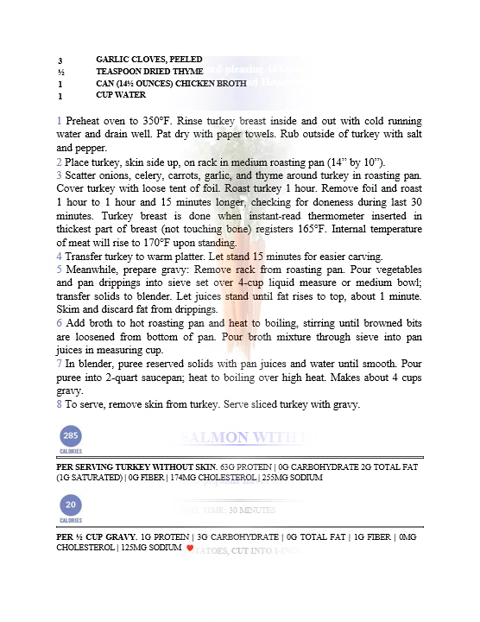 3 GARLIC CLOVES, PEELED
½ TEASPOON DRIED THYME
1 CAN (14½ OUNCES) CHICKEN BROTH
1 CUP WATER
1 Preheat oven to 350°F. Rinse turkey breast inside and out with cold running
water and drain well. Pat dry with paper towels. Rub outside of turkey with salt
and pepper.
2 Place turkey, skin side up, on rack in medium roasting pan (14” by 10”).
3 Scatter onions, celery, carrots, garlic, and thyme around turkey in roasting pan.
Cover turkey with loose tent of foil. Roast turkey 1 hour. Remove foil and roast
1 hour to 1 hour and 15 minutes longer, checking for doneness during last 30
minutes. Turkey breast is done when instant-read thermometer inserted in
thickest part of breast (not touching bone) registers 165°F. Internal temperature
of meat will rise to 170°F upon standing.
4 Transfer turkey to warm platter. Let stand 15 minutes for easier carving.
5 Meanwhile, prepare gravy: Remove rack from roasting pan. Pour vegetables
and pan drippings into sieve set over 4-cup liquid measure or medium bowl;
transfer solids to blender. Let juices stand until fat rises to top, about 1 minute.
Skim and discard fat from drippings.
6 Add broth to hot roasting pan and heat to boiling, stirring until browned bits
are loosened from bottom of pan. Pour broth mixture through sieve into pan
juices in measuring cup.
7 In blender, puree reserved solids with pan juices and water until smooth. Pour
puree into 2-quart saucepan; heat to boiling over high heat. Makes about 4 cups
gravy.
8 To serve, remove skin from turkey. Serve sliced turkey with gravy.
285
CALORIES
SALMON WITH
PER SERVING TURKEY WITHOUT SKIN. 63G PROTEIN | 0G CARBOHYDRATE 2G TOTAL FAT
(1G SATURATED) | 0G FIBER | 174MG CHOLESTEROL | 255MG SODIUM
20
CALORIES
TIME: 30 MINUTES
PER ½ CUP GRAVY. 1G PROTEIN | 3G CARBOHYDRATE | 0G TOTAL FAT | 1G FIBER | 0MG
CHOLESTEROL | 125MG SODIUM
CUT INTO